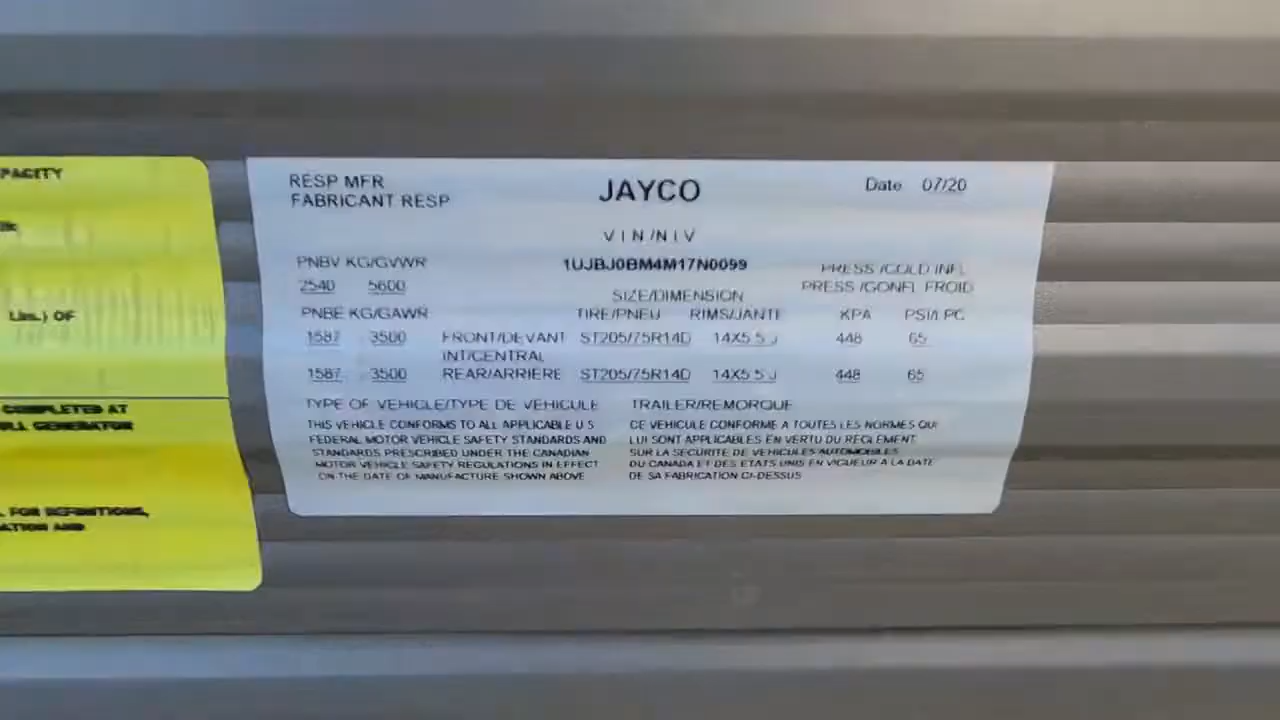 PACITY
Lbs.) OF
COMPLETED AT
ULL GENERATOR
, FOR DEFINITIONS,
ATION AND
RESP MFR
FABRICANT RESP
JAYCO
Date 07/20
VIN/NIV
PNBV KG/GVWR
1UJBJ0BM4M17N0099
PRESS /COLD INFL
2540 5600
PRESS /GONFL FROID
SIZE/DIMENSION
PNBE KG/GAWR TIRE/PNEU RIMS/JANTE KPA PSI/LPC
1587 3500 FRONT/DEVANT ST205/75R14D 14X5.5 J 448 65
INT/CENTRAL
1587 3500 REAR/ARRIERE ST205/75R14D 14X5.5 J 448 65
TYPE OF VEHICLE/TYPE DE VEHICULE TRAILER/REMORQUE
THIS VEHICLE CONFORMS TO ALL APPLICABLE U S
FEDERAL MOTOR VEHICLE SAFETY STANDARDS AND
STANDARDS PRESCRIBED UNDER THE CANADIAN
MOTOR VEHICLE SAFETY REGULATIONS IN EFFECT
ON THE DATE OF MANUFACTURE SHOWN ABOVE
CE VEHICULE CONFORME A TOUTES LES NORMES QUI
LUI SONT APPLICABLES EN VERTU DU REGLEMENT
SUR LA SECURITE DE VEHICULES AUTOMOBILES
DU CANADA ET DES ETATS UNIS EN VIGUEUR A LA DATE
DE SA FABRICATION CI-DESSUS